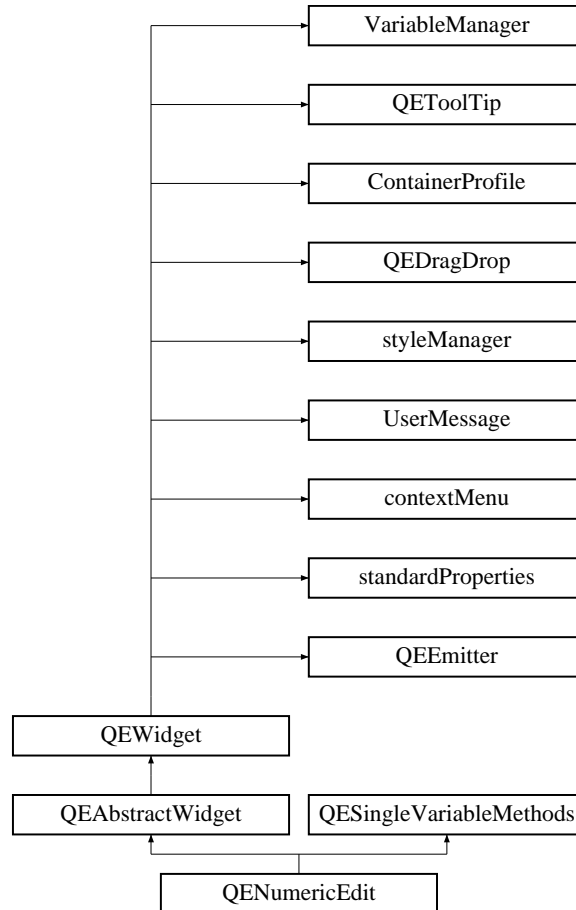 VariableManager
QEToolTip
ContainerProfile
QEDragDrop
styleManager
UserMessage
contextMenu
standardProperties
QEEmitter
QEWidget
QEAbstractWidget
QESingleVariableMethods
QENumericEdit